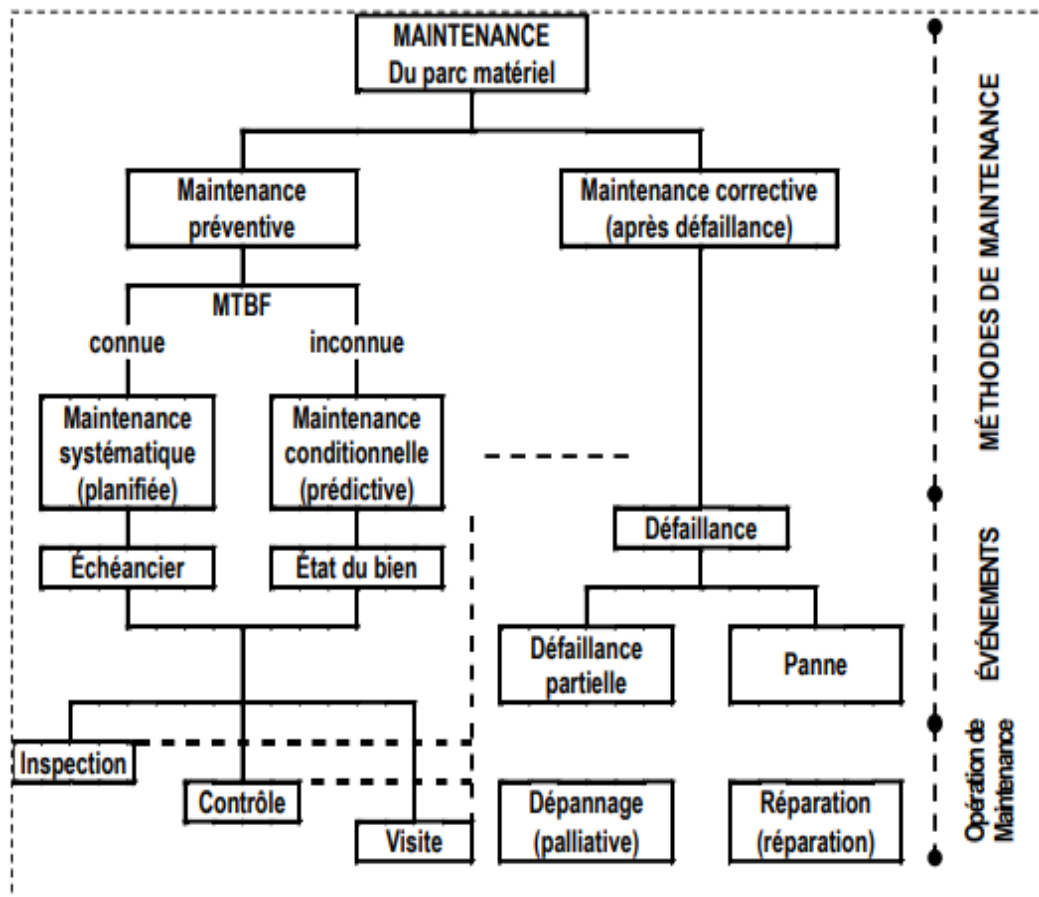 MAINTENANCE
Du parc matériel
Maintenance
préventive
Maintenance corrective
(après défaillance)
MTBF
connue
inconnue
Maintenance
systématique
(planifiée)
Maintenance
conditionnelle
(prédictive)
Défaillance
Échéancier
État du bien
Défaillance
partielle
Panne
Inspection
Contrôle
Visite
Dépannage
(palliative)
Réparation
(réparation)
MÉTHODES DE MAINTENANCE
ÉVÉNEMENTS
Opération de
Maintenance